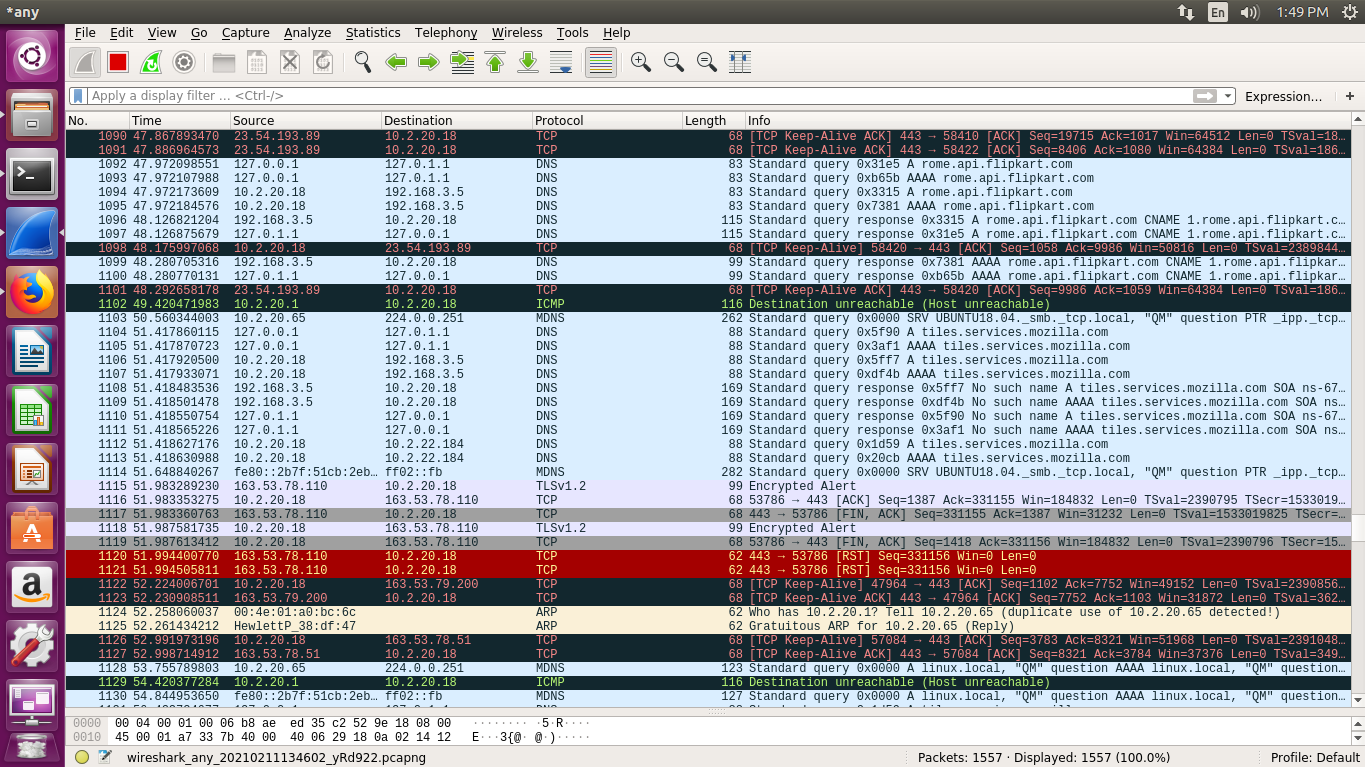 *any
En
1:49 PM
File Edit View Go Capture Analyze Statistics Telephony Wireless Tools Help
Apply a display filter ... <Ctrl-/>
Expression...
+
No. Time Source Destination Protocol Length Info
1090 47.867893470 23.54.193.89 10.2.20.18 TCP 68 [TCP Keep-Alive ACK] 443 → 58410 [ACK] Seq=19715 Ack=1017 Win=64512 Len=0 TSval=18…
1091 47.886964573 23.54.193.89 10.2.20.18 TCP 68 [TCP Keep-Alive ACK] 443 → 58422 [ACK] Seq=8406 Ack=1080 Win=64384 Len=0 TSval=186…
1092 47.972098551 127.0.0.1 127.0.1.1 DNS 83 Standard query 0x31e5 A rome.api.flipkart.com
1093 47.972107988 127.0.0.1 127.0.1.1 DNS 83 Standard query 0xb65b AAAA rome.api.flipkart.com
1094 47.972173609 10.2.20.18 192.168.3.5 DNS 83 Standard query 0x3315 A rome.api.flipkart.com
1095 47.972184576 10.2.20.18 192.168.3.5 DNS 83 Standard query 0x7381 AAAA rome.api.flipkart.com
1096 48.126821204 192.168.3.5 10.2.20.18 DNS 115 Standard query response 0x3315 A rome.api.flipkart.com CNAME 1.rome.api.flipkart.c…
1097 48.126875679 127.0.1.1 127.0.0.1 DNS 115 Standard query response 0x31e5 A rome.api.flipkart.com CNAME 1.rome.api.flipkart.c…
1098 48.175997068 10.2.20.18 23.54.193.89 TCP 68 [TCP Keep-Alive] 58420 → 443 [ACK] Seq=1058 Ack=9986 Win=50816 Len=0 TSval=2389844…
1099 48.280705316 192.168.3.5 10.2.20.18 DNS 99 Standard query response 0x7381 AAAA rome.api.flipkart.com CNAME 1.rome.api.flipkar…
1100 48.280770131 127.0.1.1 127.0.0.1 DNS 99 Standard query response 0xb65b AAAA rome.api.flipkart.com CNAME 1.rome.api.flipkar…
1101 48.292658178 23.54.193.89 10.2.20.18 TCP 68 [TCP Keep-Alive ACK] 443 → 58420 [ACK] Seq=9986 Ack=1059 Win=64384 Len=0 TSval=186…
1102 49.420471983 10.2.20.1 10.2.20.18 ICMP 116 Destination unreachable (Host unreachable)
1103 50.560344003 10.2.20.65 224.0.0.251 MDNS 262 Standard query 0x0000 SRV UBUNTU18.04._smb._tcp.local, "QM" question PTR _ipp._tcp…
1104 51.417860115 127.0.0.1 127.0.1.1 DNS 88 Standard query 0x5f90 A tiles.services.mozilla.com
1105 51.417870723 127.0.0.1 127.0.1.1 DNS 88 Standard query 0x3af1 AAAA tiles.services.mozilla.com
1106 51.417920500 10.2.20.18 192.168.3.5 DNS 88 Standard query 0x5ff7 A tiles.services.mozilla.com
1107 51.417933071 10.2.20.18 192.168.3.5 DNS 88 Standard query 0xdf4b AAAA tiles.services.mozilla.com
1108 51.418483536 192.168.3.5 10.2.20.18 DNS 169 Standard query response 0x5ff7 No such name A tiles.services.mozilla.com SOA ns-67…
1109 51.418501478 192.168.3.5 10.2.20.18 DNS 169 Standard query response 0xdf4b No such name AAAA tiles.services.mozilla.com SOA ns…
1110 51.418550754 127.0.1.1 127.0.0.1 DNS 169 Standard query response 0x5f90 No such name A tiles.services.mozilla.com SOA ns-67…
1111 51.418565226 127.0.1.1 127.0.0.1 DNS 169 Standard query response 0x3af1 No such name AAAA tiles.services.mozilla.com SOA ns…
1112 51.418627176 10.2.20.18 10.2.22.184 DNS 88 Standard query 0x1d59 A tiles.services.mozilla.com
1113 51.418630988 10.2.20.18 10.2.22.184 DNS 88 Standard query 0x20cb AAAA tiles.services.mozilla.com
1114 51.648840267 fe80::2b7f:51cb:2eb… ff02::fb MDNS 298 Standard query 0x0000 SRV UBUNTU18.04._smb._tcp.local, "QM" question PTR _ipp._tcp…
1115 51.983289230 163.53.78.110 10.2.20.18 TLSv1.2 99 Encrypted Alert
1116 51.983353275 10.2.20.18 163.53.78.110 TCP 68 53786 → 443 [ACK] Seq=1387 Ack=331155 Win=184832 Len=0 TSval=2390795 TSecr=1533019…
1117 51.983360763 163.53.78.110 10.2.20.18 TCP 68 443 → 53786 [FIN, ACK] Seq=331155 Ack=1387 Win=31232 Len=0 TSval=1533019825 TSecr=…
1118 51.987581735 10.2.20.18 163.53.78.110 TLSv1.2 99 Encrypted Alert
1119 51.987613412 10.2.20.18 163.53.78.110 TCP 68 53786 → 443 [FIN, ACK] Seq=1418 Ack=331156 Win=184832 Len=0 TSval=2390796 TSecr=15…
1120 51.994400770 163.53.78.110 10.2.20.18 TCP 62 443 → 53786 [RST] Seq=331156 Win=0 Len=0
1121 51.994505811 163.53.78.110 10.2.20.18 TCP 62 443 → 53786 [RST] Seq=331156 Win=0 Len=0
1122 52.224006701 10.2.20.18 163.53.79.200 TCP 68 [TCP Keep-Alive] 47964 → 443 [ACK] Seq=1102 Ack=7752 Win=49152 Len=0 TSval=2390856…
1123 52.230908511 163.53.79.200 10.2.20.18 TCP 68 [TCP Keep-Alive ACK] 443 → 47964 [ACK] Seq=7752 Ack=1103 Win=31872 Len=0 TSval=362…
1124 52.258060037 00:4e:01:a0:bc:6c ARP 62 Who has 10.2.20.1? Tell 10.2.20.65 (duplicate use of 10.2.20.65 detected!)
1125 52.261434212 HewlettP_38:df:47 ARP 62 Gratuitous ARP for 10.2.20.65 (Reply)
1126 52.991973196 10.2.20.18 163.53.78.51 TCP 68 [TCP Keep-Alive] 57084 → 443 [ACK] Seq=3783 Ack=8321 Win=51968 Len=0 TSval=2391048…
1127 52.998714912 163.53.78.51 10.2.20.18 TCP 68 [TCP Keep-Alive ACK] 443 → 57084 [ACK] Seq=8321 Ack=3784 Win=37376 Len=0 TSval=349…
1128 53.755789803 10.2.20.65 224.0.0.251 MDNS 123 Standard query 0x0000 A linux.local, "QM" question AAAA linux.local, "QM" question…
1129 54.420377284 10.2.20.1 10.2.20.18 ICMP 116 Destination unreachable (Host unreachable)
1130 54.844953650 fe80::2b7f:51cb:2eb… ff02::fb MDNS 127 Standard query 0x0000 A linux.local, "QM" question AAAA linux.local, "QM" question…
0000 00 04 00 01 00 06 b8 ae ed 35 c2 52 9e 18 08 00 ········ ·5·R····
0010 45 00 01 a7 33 7b 40 00 40 06 29 18 0a 02 14 12 E···3{@· @·)·····
wireshark_any_20210211134602_yRd922.pcapng
Packets: 1557 · Displayed: 1557 (100.0%)
Profile: Default